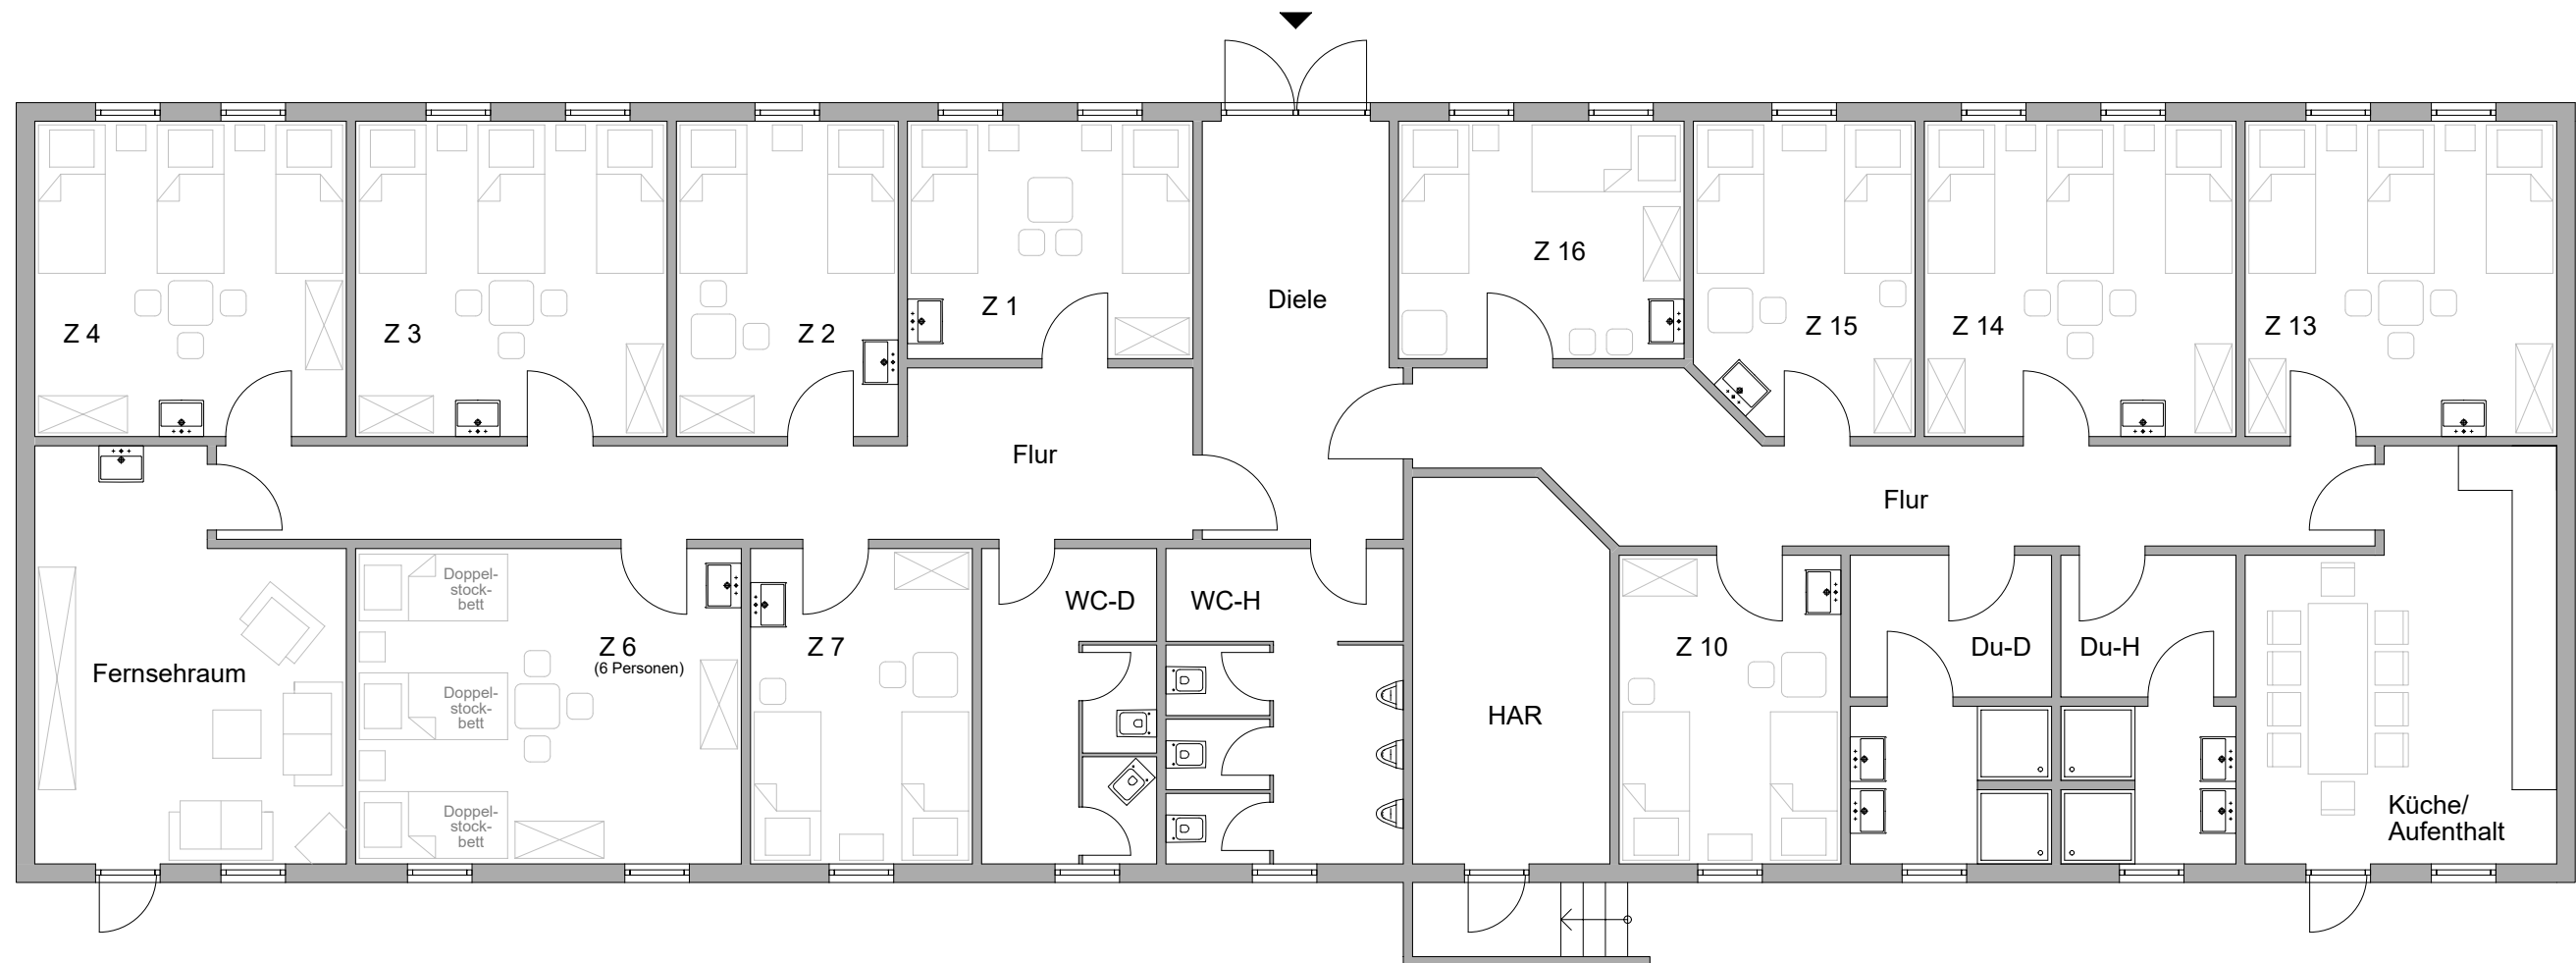 Z 4
Z 3
Z 2
Z 1
Diele
Z 16
Z 15
Z 14
Z 13
Flur
Flur
Fernsehraum
Doppel-
stock-
bett
Doppel-
stock-
bett
Doppel-
stock-
bett
Z 6
(6 Personen)
Z 7
WC-D
WC-H
HAR
Z 10
Du-D
Du-H
Küche/
Aufenthalt